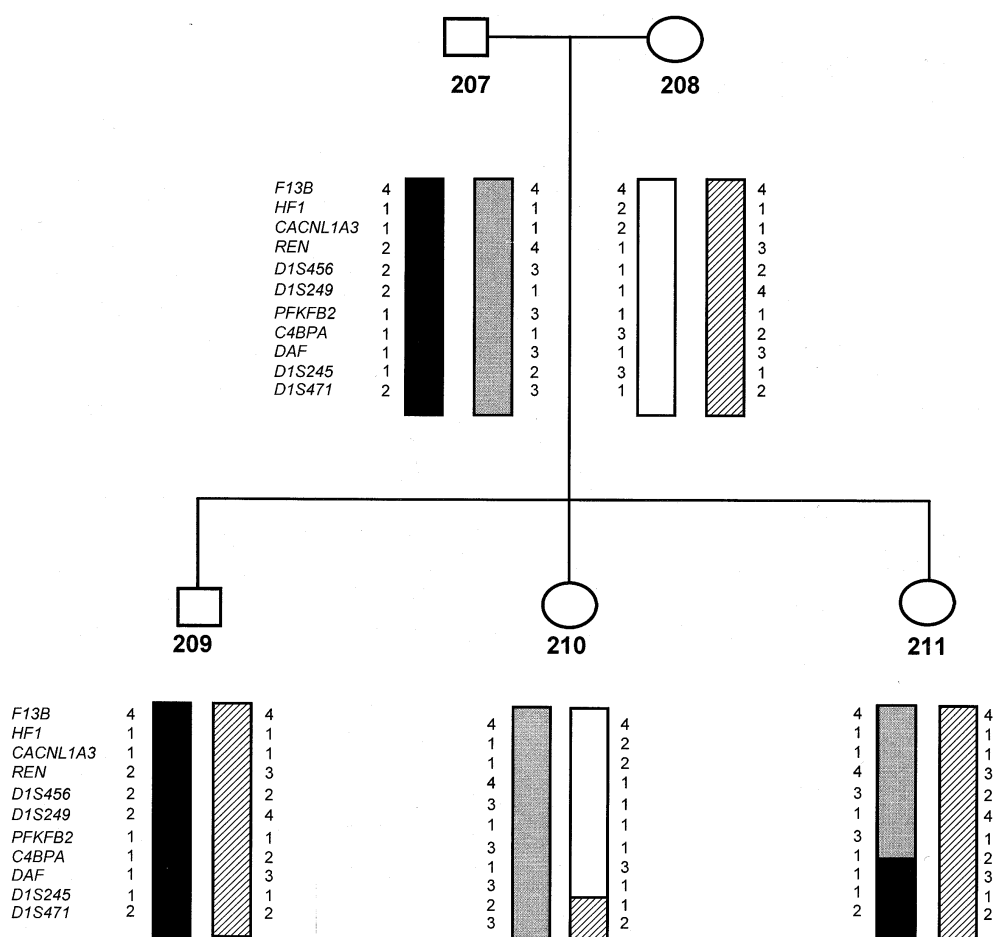 207 208
F13B 4 4 4 4
HF1 1 1 2 1
CACNL1A3 1 1 2 1
REN 2 4 1 3
D1S456 2 3 1 2
D1S249 2 1 1 4
PFKFB2 1 3 1 1
C4BPA 1 1 3 2
DAF 1 3 1 3
D1S245 1 2 3 1
D1S471 2 3 1 2
209 210 211
F13B 4 4 4 4 4 4
HF1 1 1 1 2 1 1
CACNL1A3 1 1 1 2 1 1
REN 2 3 4 1 4 3
D1S456 2 2 3 1 3 2
D1S249 2 4 1 1 1 4
PFKFB2 1 1 3 1 3 1
C4BPA 1 2 1 3 1 2
DAF 1 3 3 1 1 3
D1S245 1 1 2 1 1 1
D1S471 2 2 3 2 2 2